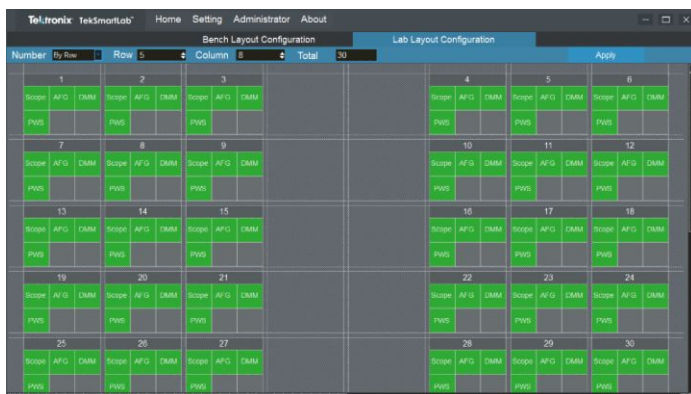 Tektronix TekSmartLab™ Home Setting Administrator About
Bench Layout Configuration Lab Layout Configuration
Number By Row Row 5 Column 8 Total 30 Apply
1 2 3 4 5 6
Scope AFG DMM Scope AFG DMM Scope AFG DMM Scope AFG DMM Scope AFG DMM Scope AFG DMM
PWS PWS PWS PWS PWS PWS
7 8 9 10 11 12
Scope AFG DMM Scope AFG DMM Scope AFG DMM Scope AFG DMM Scope AFG DMM Scope AFG DMM
PWS PWS PWS PWS PWS PWS
13 14 15 16 17 18
Scope AFG DMM Scope AFG DMM Scope AFG DMM Scope AFG DMM Scope AFG DMM Scope AFG DMM
PWS PWS PWS PWS PWS PWS
19 20 21 22 23 24
Scope AFG DMM Scope AFG DMM Scope AFG DMM Scope AFG DMM Scope AFG DMM Scope AFG DMM
PWS PWS PWS PWS PWS PWS
25 26 27 28 29 30
Scope AFG DMM Scope AFG DMM Scope AFG DMM Scope AFG DMM Scope AFG DMM Scope AFG DMM
PWS PWS PWS PWS PWS PWS